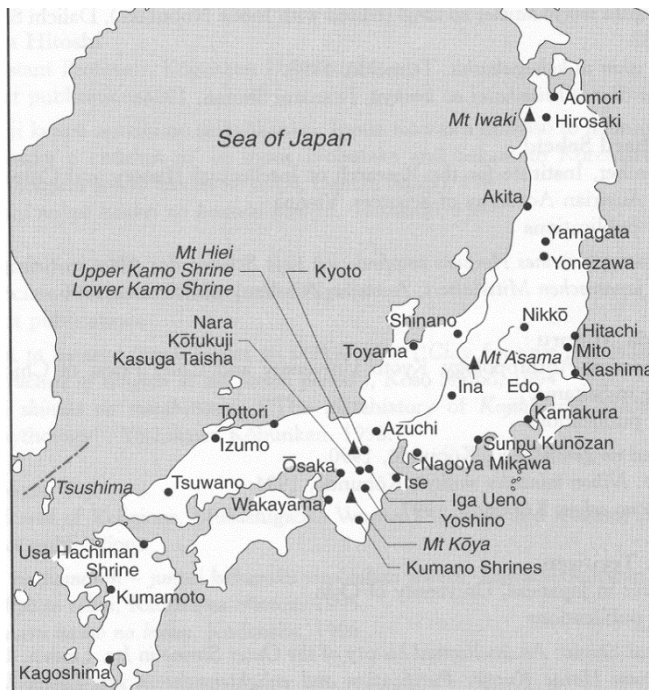 Aomori
Mt Iwaki
Hirosaki
Sea of Japan
Akita
Yamagata
Yonezawa
Mt Hiei
Upper Kamo Shrine
Lower Kamo Shrine
Kyoto
Nikkō
Shinano
Hitachi
Mito
Kashima
Nara
Kōfukuji
Kasuga Taisha
Toyama
Mt Asama
Ina
Edo
Kamakura
Tottori
Izumo
Azuchi
Sunpu Kunōzan
Ōsaka
Nagoya Mikawa
Ise
Tsushima
Tsuwano
Wakayama
Iga Ueno
Yoshino
Mt Kōya
Kumano Shrines
Usa Hachiman
Shrine
Kumamoto
Kagoshima